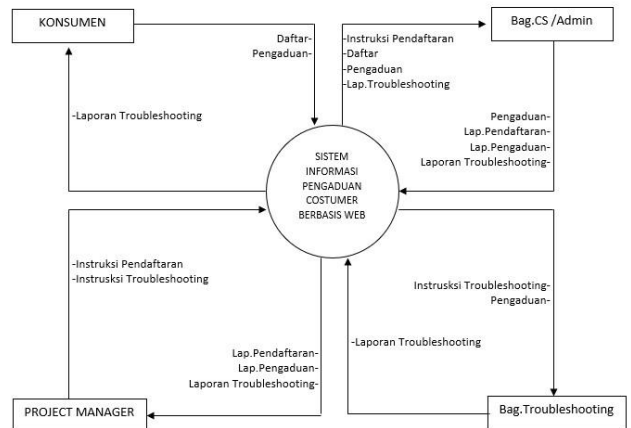 KONSUMEN
Bag.CS /Admin
Daftar-
Pengaduan-
-Instruksi Pendaftaran
-Daftar
-Pengaduan
-Lap.Troubleshooting
-Laporan Troubleshooting
Pengaduan-
Lap.Pendaftaran-
Lap.Pengaduan-
Laporan Troubleshooting-
SISTEM
INFORMASI
PENGADUAN
COSTUMER
BERBASIS WEB
-Instruksi Pendaftaran
-Instrusksi Troubleshooting
Instrusksi Troubleshooting-
Pengaduan-
-Laporan Troubleshooting
Lap.Pendaftaran-
Lap.Pengaduan-
Laporan Troubleshooting-
PROJECT MANAGER
Bag.Troubleshooting